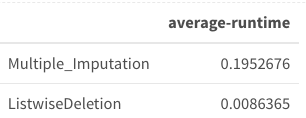 average-runtime
Multiple_Imputation 0.1952676
ListwiseDeletion 0.0086365